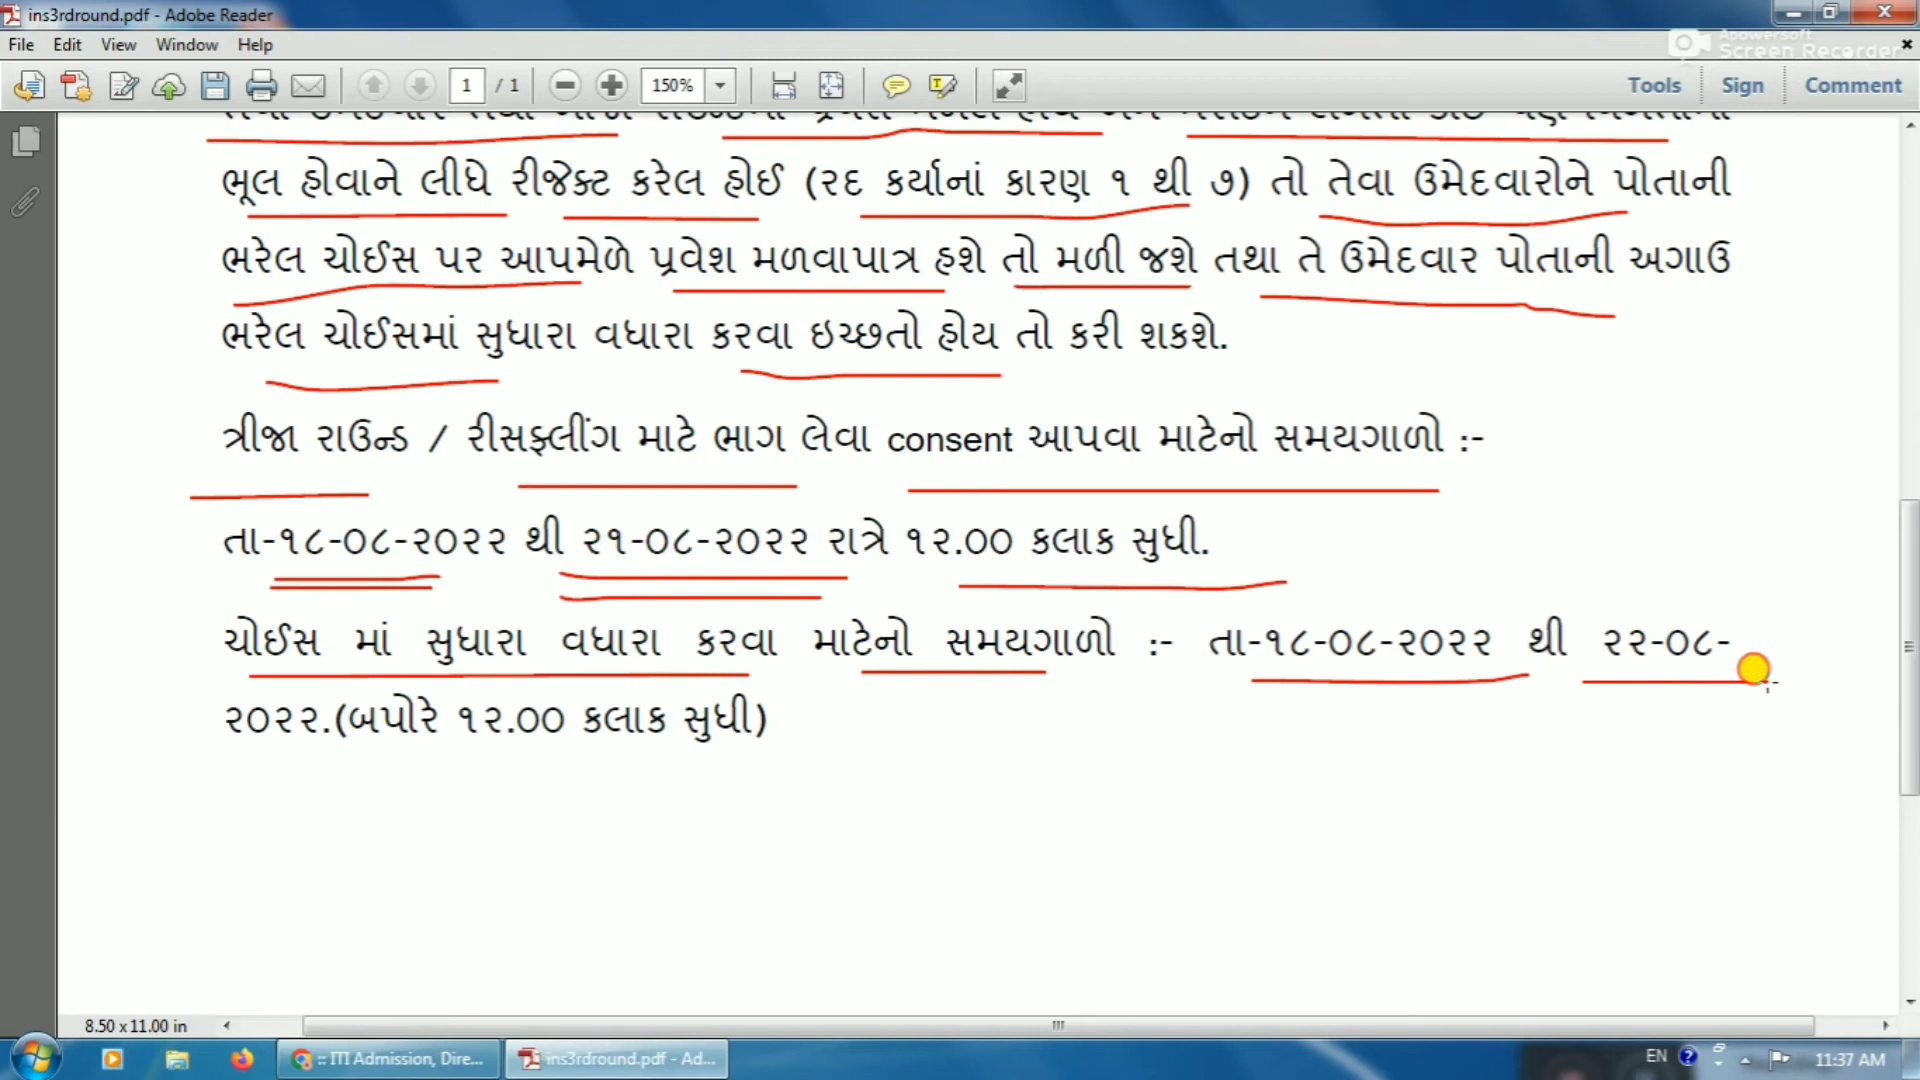 ins3rdround.pdf - Adobe Reader
File Edit View Window Help
Apowersoft
Screen Recorder
1 / 1 150% Tools Sign Comment
ભૂલ હોવાને લીધે રીજેક્ટ કરેલ હોઈ (રદ કર્યાનાં કારણ ૧ થી ૭) તો તેવા ઉમેદવારોને પોતાની
ભરેલ ચોઈસ પર આપમેળે પ્રવેશ મળવાપાત્ર હશે તો મળી જશે તથા તે ઉમેદવાર પોતાની અગાઉ
ભરેલ ચોઈસમાં સુધારા વધારા કરવા ઇચ્છતો હોય તો કરી શકશે.
ત્રીજા રાઉન્ડ / રીસફ્લીંગ માટે ભાગ લેવા consent આપવા માટેનો સમયગાળો :-
તા-૧૮-૦૮-૨૦૨૨ થી ૨૧-૦૮-૨૦૨૨ રાત્રે ૧૨.૦૦ કલાક સુધી.
ચોઈસ માં સુધારા વધારા કરવા માટેનો સમયગાળો :- તા-૧૮-૦૮-૨૦૨૨ થી ૨૨-૦૮-
૨૦૨૨.(બપોરે ૧૨.૦૦ કલાક સુધી)
8.50 x 11.00 in
:: ITI Admission, Dire... ins3rdround.pdf - Ad... EN 11:37 AM